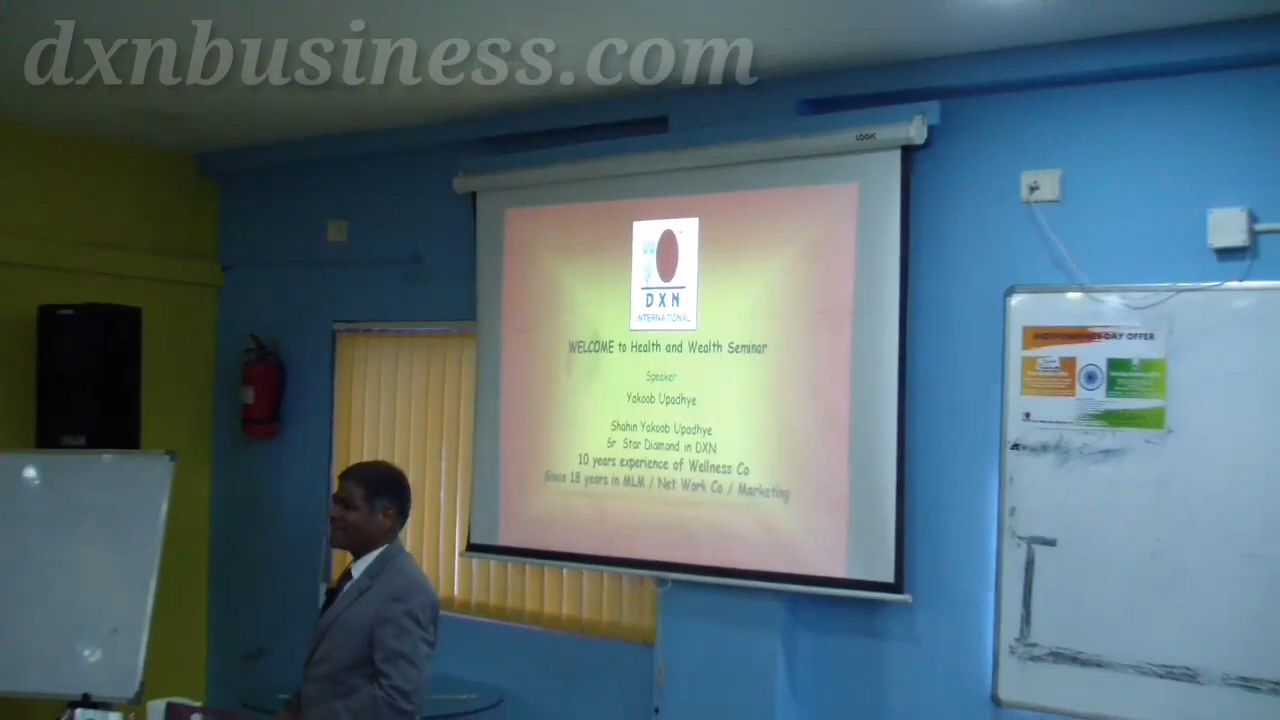 dxnbusiness.com
LOGIC
DXN
INTERNATIONAL
WELCOME to Health and Wealth Seminar
Speaker
Yakoob Upadhye
Shahin Yakoob Upadhye
Sr Star Diamond in DXN
10 years experience of Wellness Co
Since 18 years in MLM / Net Work Co / Marketing
INDEPENDENCE DAY OFFER